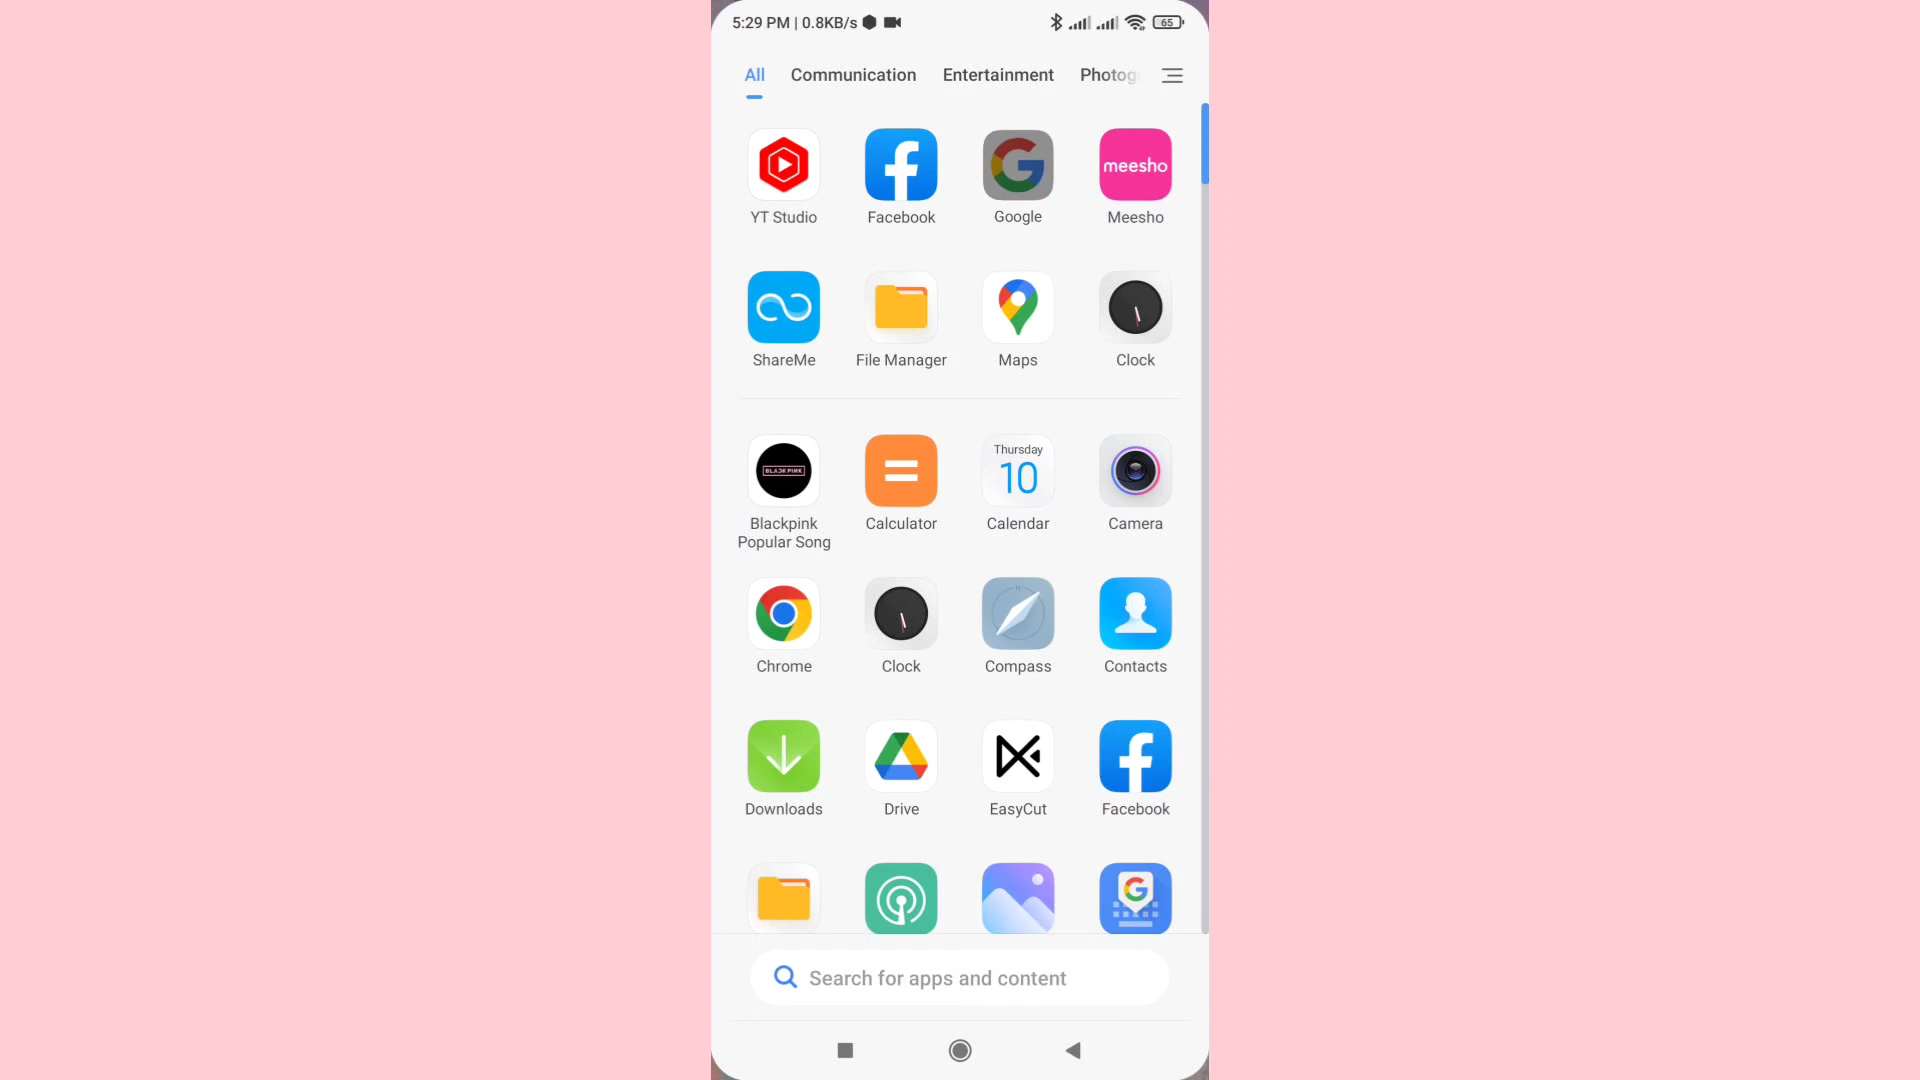 5:29 PM | 0.8KB/s 65
All Communication Entertainment Photog
meesho
YT Studio Facebook Google Meesho
ShareMe File Manager Maps Clock
BLACKPINK Thursday
10
Blackpink Calculator Calendar Camera
Popular Song
Chrome Clock Compass Contacts
Downloads Drive EasyCut Facebook
Search for apps and content